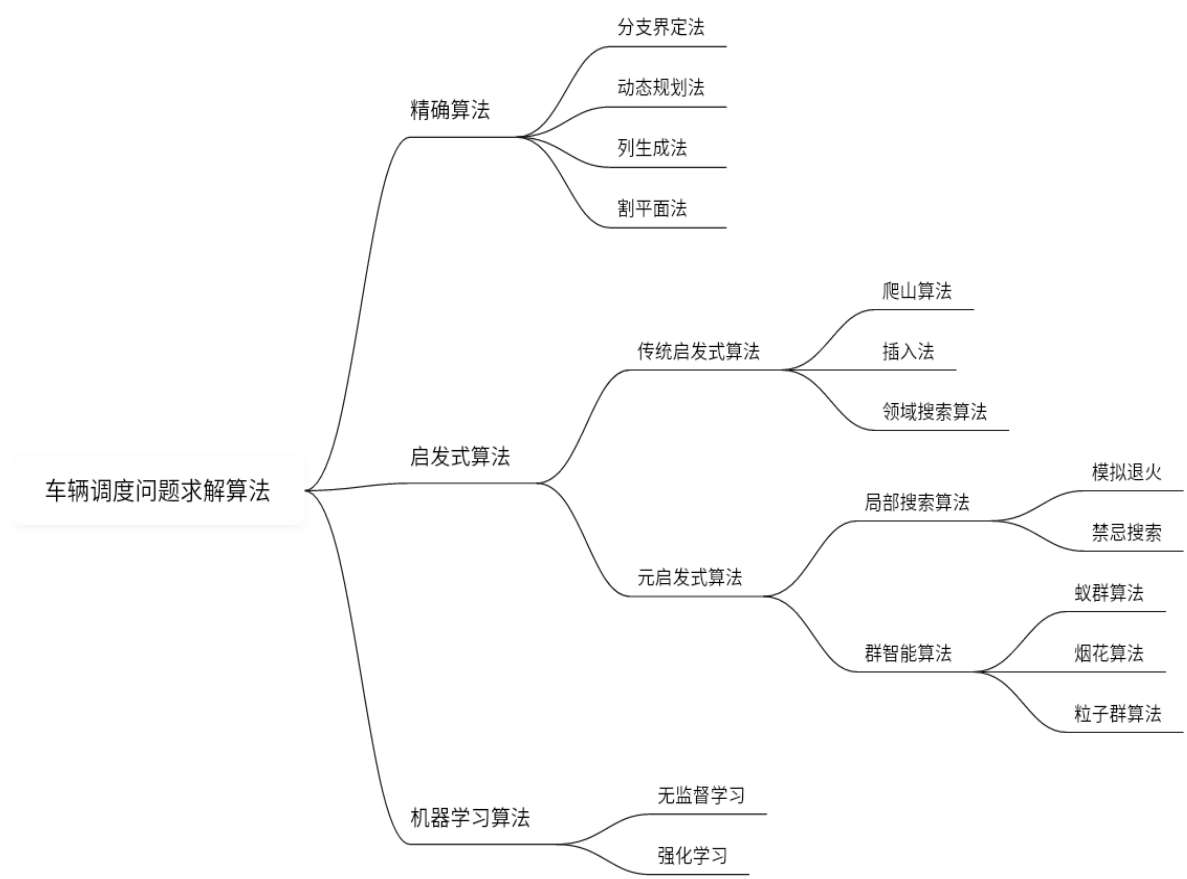 车辆调度问题求解算法
精确算法
分支界定法
动态规划法
列生成法
割平面法
启发式算法
传统启发式算法
爬山算法
插入法
领域搜索算法
元启发式算法
局部搜索算法
模拟退火
禁忌搜索
群智能算法
蚁群算法
烟花算法
粒子群算法
机器学习算法
无监督学习
强化学习